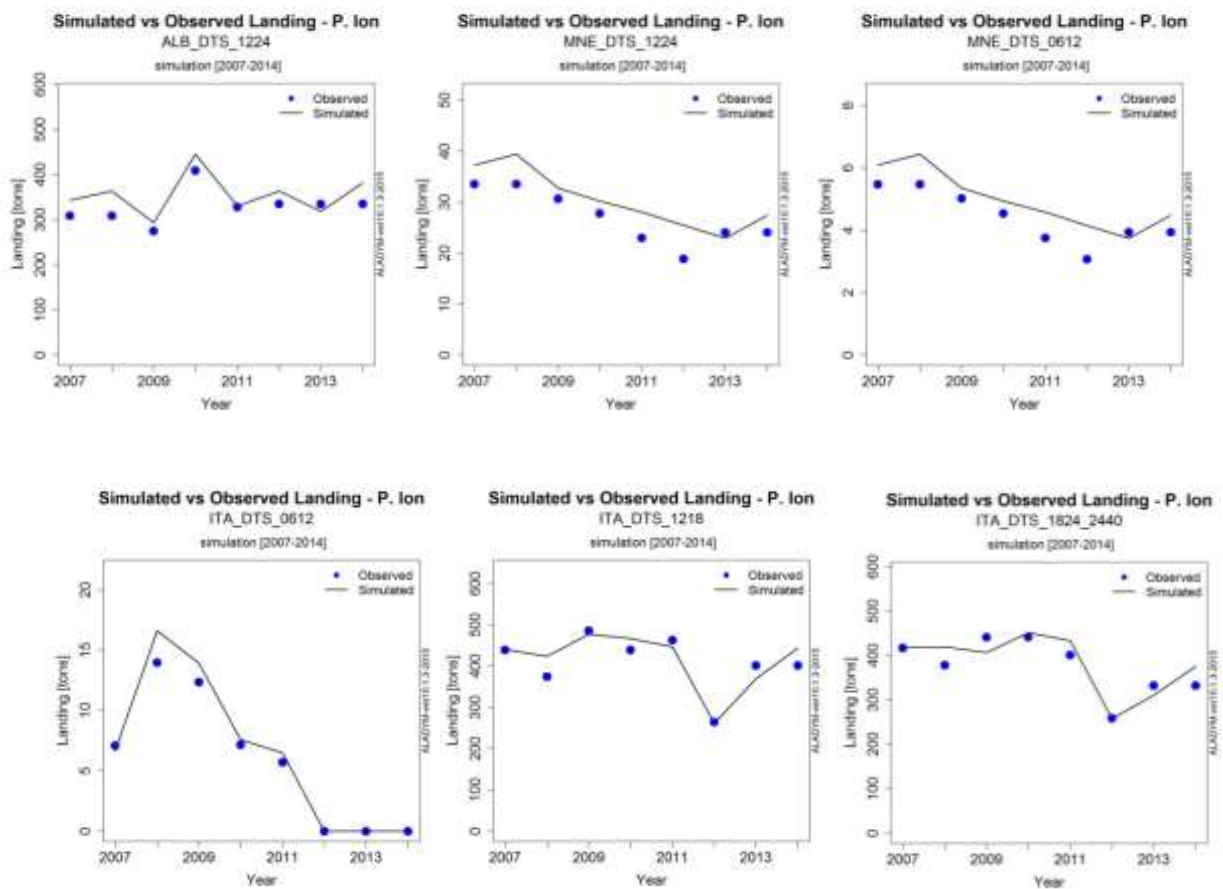 Simulated vs Observed Landing - P. lon
ALB_DTS_1224
simulation [2007-2014]
Observed
Simulated
600
500
400
300
200
100
0
Landing [tons]
2007 2009 2011 2013
Year
Simulated vs Observed Landing - P. lon
MNE_DTS_1224
simulation [2007-2014]
Observed
Simulated
50
40
30
20
10
0
Landing [tons]
2007 2009 2011 2013
Year
Simulated vs Observed Landing - P. lon
MNE_DTS_0612
simulation [2007-2014]
Observed
Simulated
8
6
4
2
0
Landing [tons]
2007 2009 2011 2013
Year
Simulated vs Observed Landing - P. lon
ITA_DTS_0612
simulation [2007-2014]
Observed
Simulated
20
15
10
5
0
Landing [tons]
2007 2009 2011 2013
Year
Simulated vs Observed Landing - P. lon
ITA_DTS_1218
simulation [2007-2014]
Observed
Simulated
600
500
400
300
200
100
0
Landing [tons]
2007 2009 2011 2013
Year
Simulated vs Observed Landing - P. lon
ITA_DTS_1824_2440
simulation [2007-2014]
Observed
Simulated
600
500
400
300
200
100
0
Landing [tons]
2007 2009 2011 2013
Year